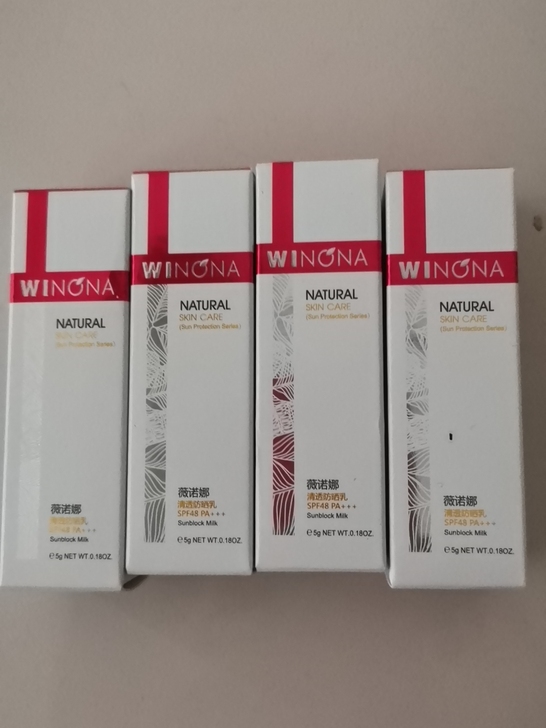 WINONA
NATURAL
SKIN CARE
(Sun Protection Series)
薇诺娜
清透防晒乳
SPF48 PA+++
Sunblock Milk
℮ 5g NET WT.0.18OZ.
WINONA
NATURAL
SKIN CARE
(Sun Protection Series)
薇诺娜
清透防晒乳
SPF48 PA+++
Sunblock Milk
℮ 5g NET WT.0.18OZ.
WINONA
NATURAL
SKIN CARE
(Sun Protection Series)
薇诺娜
清透防晒乳
SPF48 PA+++
Sunblock Milk
℮ 5g NET WT.0.18OZ.
WINONA
NATURAL
SKIN CARE
(Sun Protection Series)
薇诺娜
清透防晒乳
SPF48 PA+++
Sunblock Milk
℮ 5g NET WT.0.18OZ.